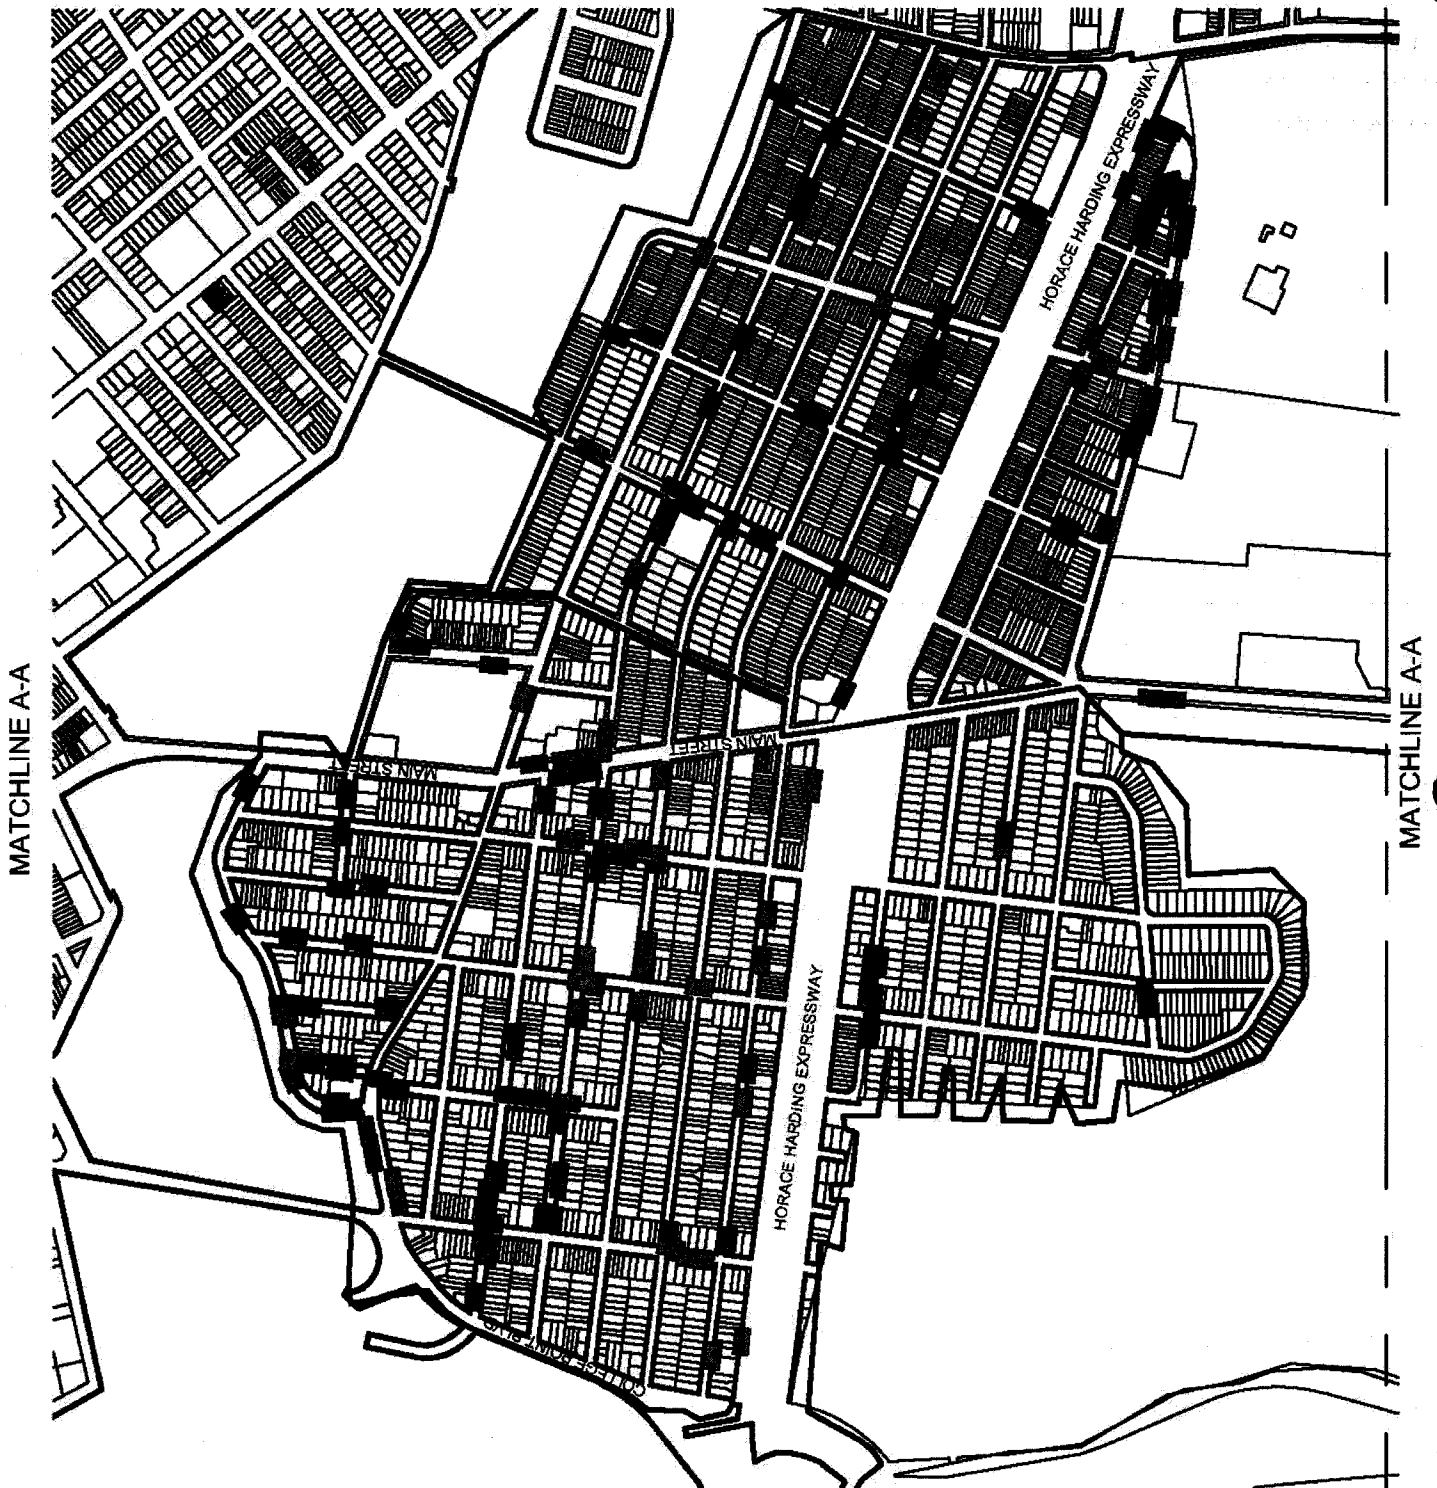 HORACE HARDING EXPRESSWAY
MATCHLINE A-A
MATCHLINE A-A
MAIN STREET
MAIN STREET
HORACE HARDING EXPRESSWAY
COLLEGE POINT BLVD